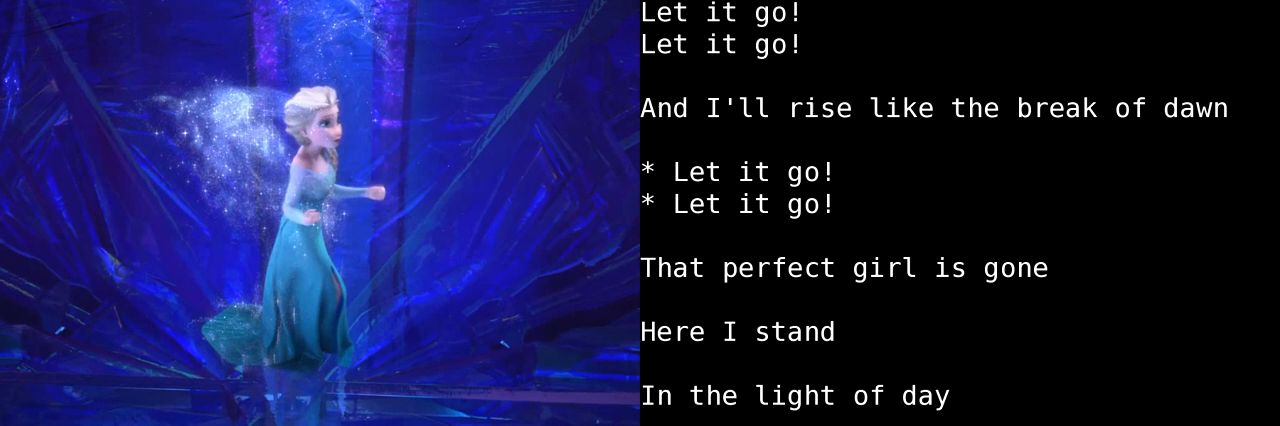 Let it go!
Let it go!
And I'll rise like the break of dawn
* Let it go!
* Let it go!
That perfect girl is gone
Here I stand
In the light of day